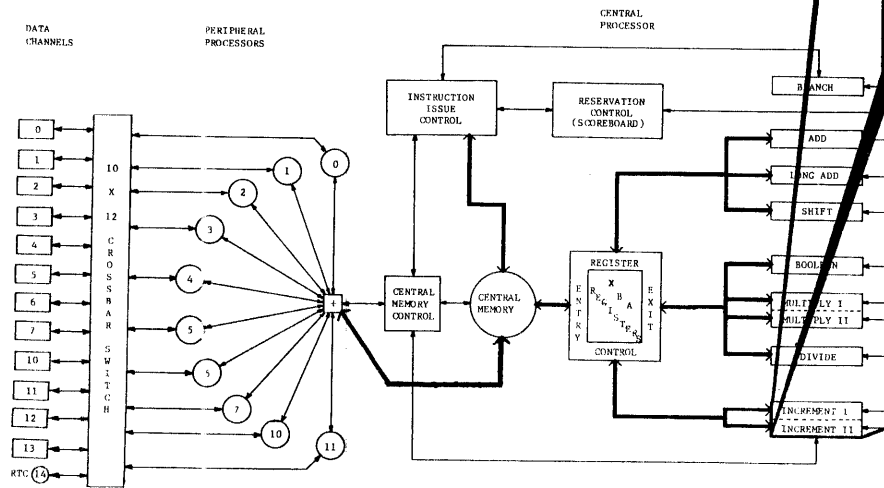 DATA
CHANNELS
PERIPHERAL
PROCESSORS
CENTRAL
PROCESSOR
0
1
2
3
4
5
6
7
10
11
12
13
RTC 14
10
X
12
CROSSBAR
SWITCH
0
1
2
3
4
5
5
7
10
11
+
INSTRUCTION
ISSUE
CONTROL
RESERVATION
CONTROL
(SCOREBOARD)
CENTRAL
MEMORY
CONTROL
CENTRAL
MEMORY
REGISTER
ENTRY
X
B
A
REGISTERS
EXIT
CONTROL
BRANCH
ADD
LONG ADD
SHIFT
BOOLEAN
MULTIPLY I
MULTIPLY II
DIVIDE
INCREMENT I
INCREMENT II